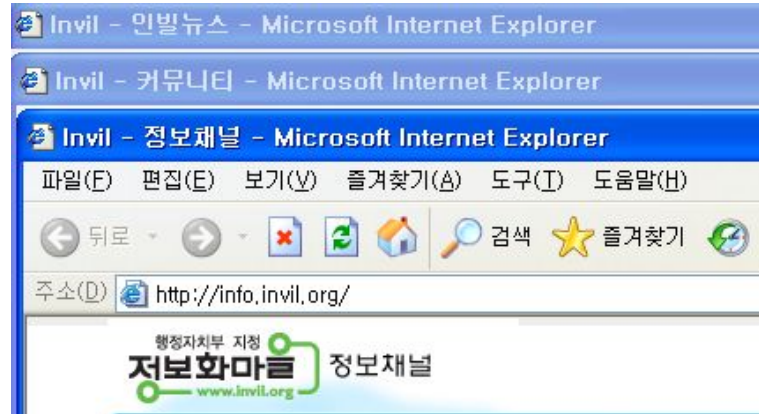 Invil - 인빌뉴스 - Microsoft Internet Explorer
Invil - 커뮤니티 - Microsoft Internet Explorer
Invil - 정보채널 - Microsoft Internet Explorer
파일(F) 편집(E) 보기(V) 즐겨찾기(A) 도구(T) 도움말(H)
뒤로 검색 즐겨찾기
주소(D) http://info.invil.org/
행정자치부 지정
정보화마을 정보채널
www.invil.org